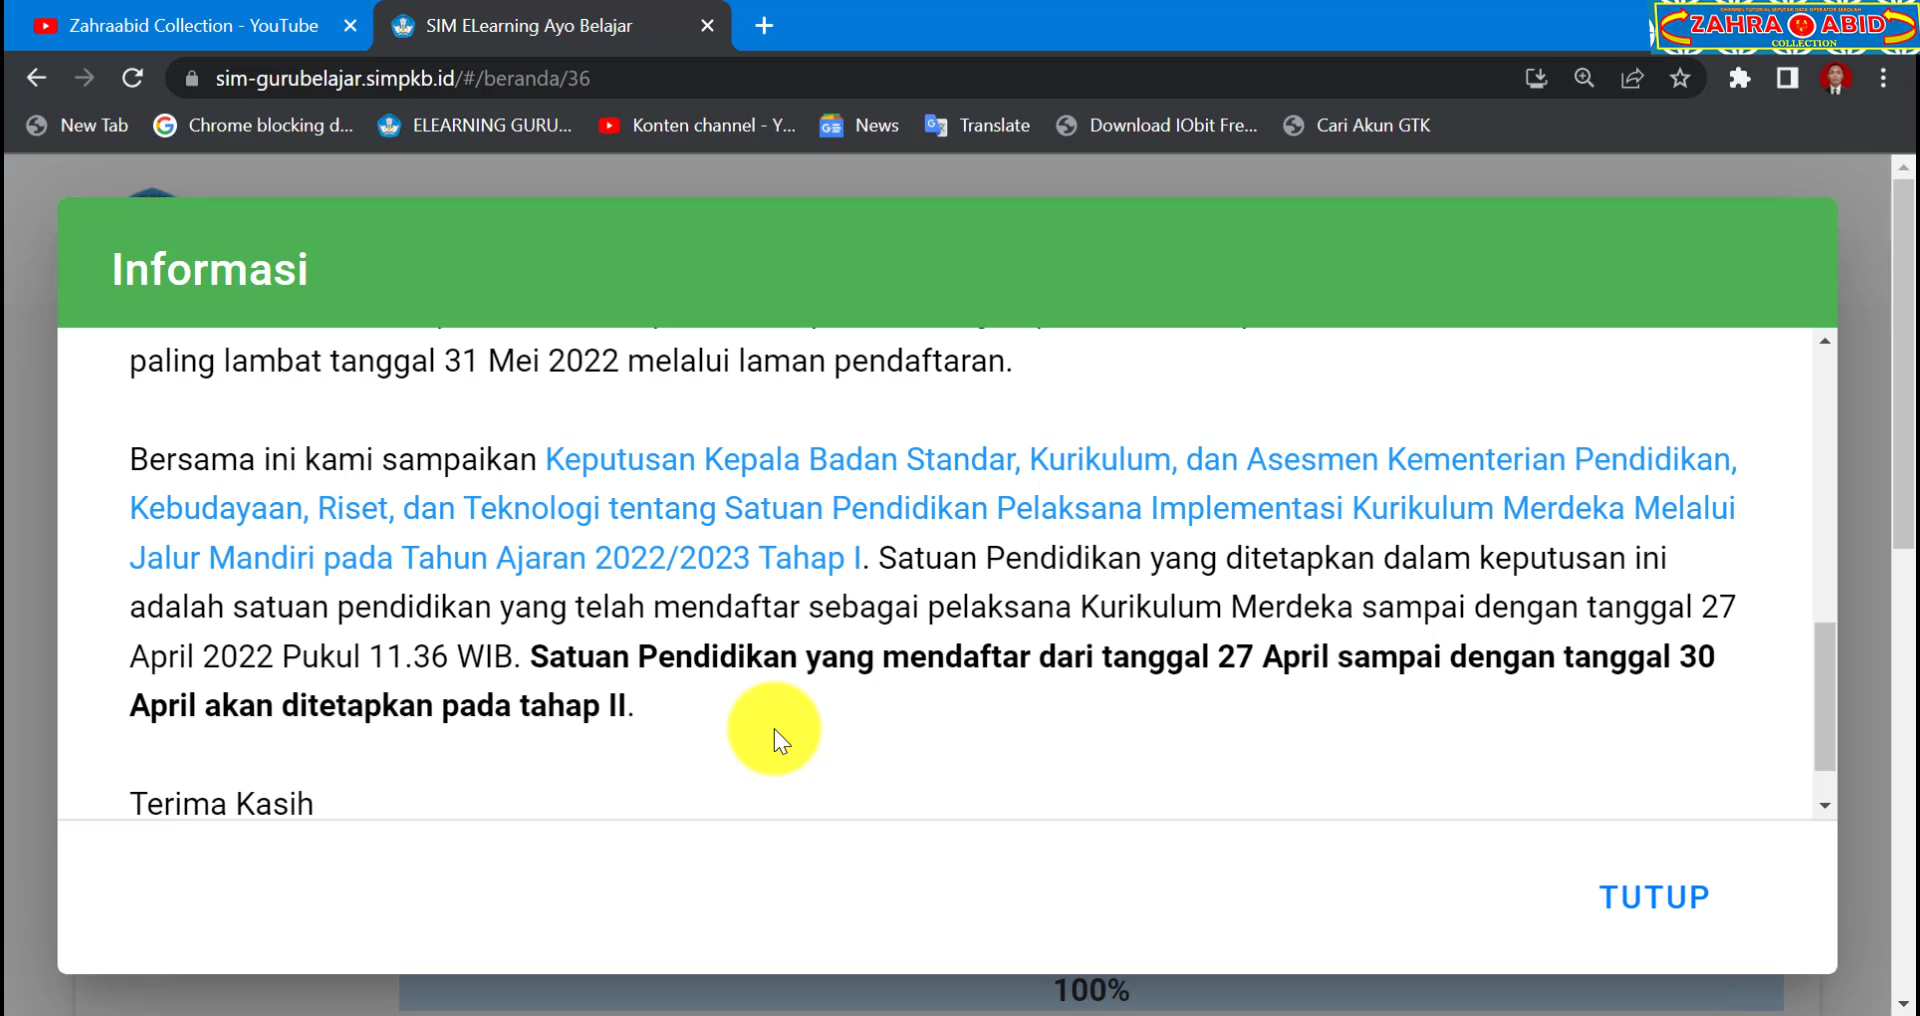 Zahraabid Collection - YouTube
SIM ELearning Ayo Belajar
CHANNEL TUTORIAL SEPUTAR DATA OPERATOR SEKOLAH
ZAHRA ABID
COLLECTION
sim-gurubelajar.simpkb.id/#/beranda/36
New Tab
Chrome blocking d...
ELEARNING GURU...
Konten channel - Y...
News
Translate
Download IObit Fre...
Cari Akun GTK
Informasi
paling lambat tanggal 31 Mei 2022 melalui laman pendaftaran.
Bersama ini kami sampaikan Keputusan Kepala Badan Standar, Kurikulum, dan Asesmen Kementerian Pendidikan,
Kebudayaan, Riset, dan Teknologi tentang Satuan Pendidikan Pelaksana Implementasi Kurikulum Merdeka Melalui
Jalur Mandiri pada Tahun Ajaran 2022/2023 Tahap I. Satuan Pendidikan yang ditetapkan dalam keputusan ini
adalah satuan pendidikan yang telah mendaftar sebagai pelaksana Kurikulum Merdeka sampai dengan tanggal 27
April 2022 Pukul 11.36 WIB. Satuan Pendidikan yang mendaftar dari tanggal 27 April sampai dengan tanggal 30
April akan ditetapkan pada tahap II.
Terima Kasih
TUTUP
100%